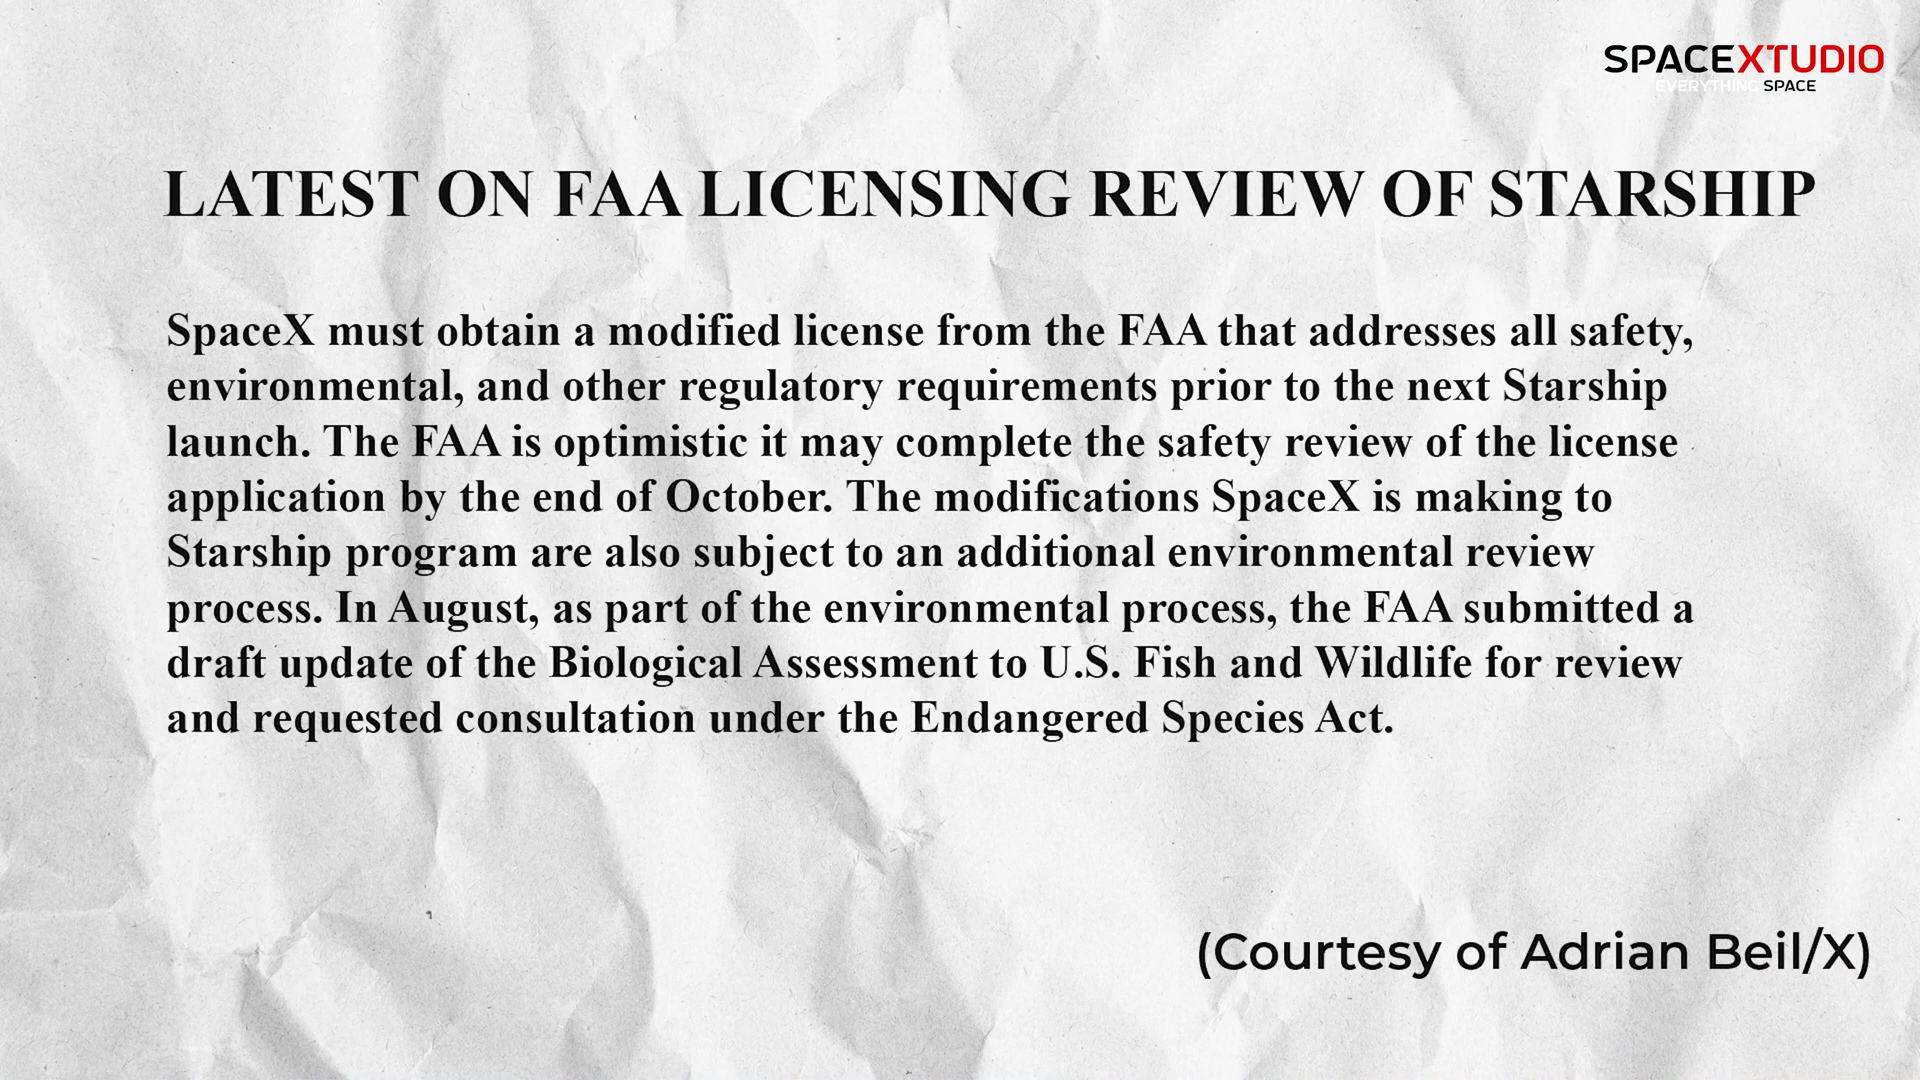 SPACEXTUDIO
EVERYTHING SPACE
LATEST ON FAA LICENSING REVIEW OF STARSHIP
SpaceX must obtain a modified license from the FAA that addresses all safety,
environmental, and other regulatory requirements prior to the next Starship
launch. The FAA is optimistic it may complete the safety review of the license
application by the end of October. The modifications SpaceX is making to
Starship program are also subject to an additional environmental review
process. In August, as part of the environmental process, the FAA submitted a
draft update of the Biological Assessment to U.S. Fish and Wildlife for review
and requested consultation under the Endangered Species Act.
(Courtesy of Adrian Beil/X)